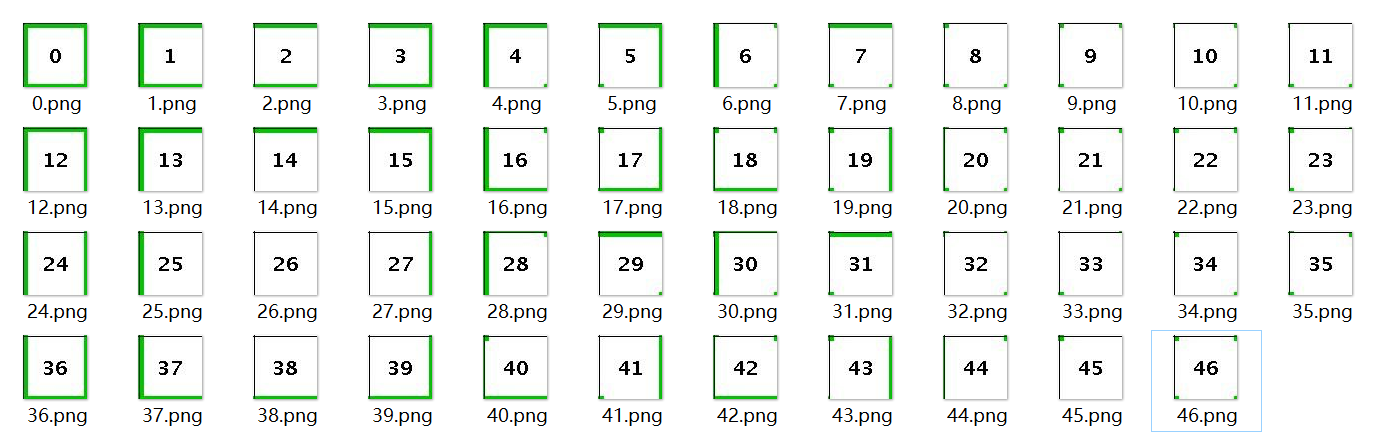 0 1 2 3 4 5 6 7 8 9 10 11
0.png 1.png 2.png 3.png 4.png 5.png 6.png 7.png 8.png 9.png 10.png 11.png
12 13 14 15 16 17 18 19 20 21 22 23
12.png 13.png 14.png 15.png 16.png 17.png 18.png 19.png 20.png 21.png 22.png 23.png
24 25 26 27 28 29 30 31 32 33 34 35
24.png 25.png 26.png 27.png 28.png 29.png 30.png 31.png 32.png 33.png 34.png 35.png
36 37 38 39 40 41 42 43 44 45 46
36.png 37.png 38.png 39.png 40.png 41.png 42.png 43.png 44.png 45.png 46.png